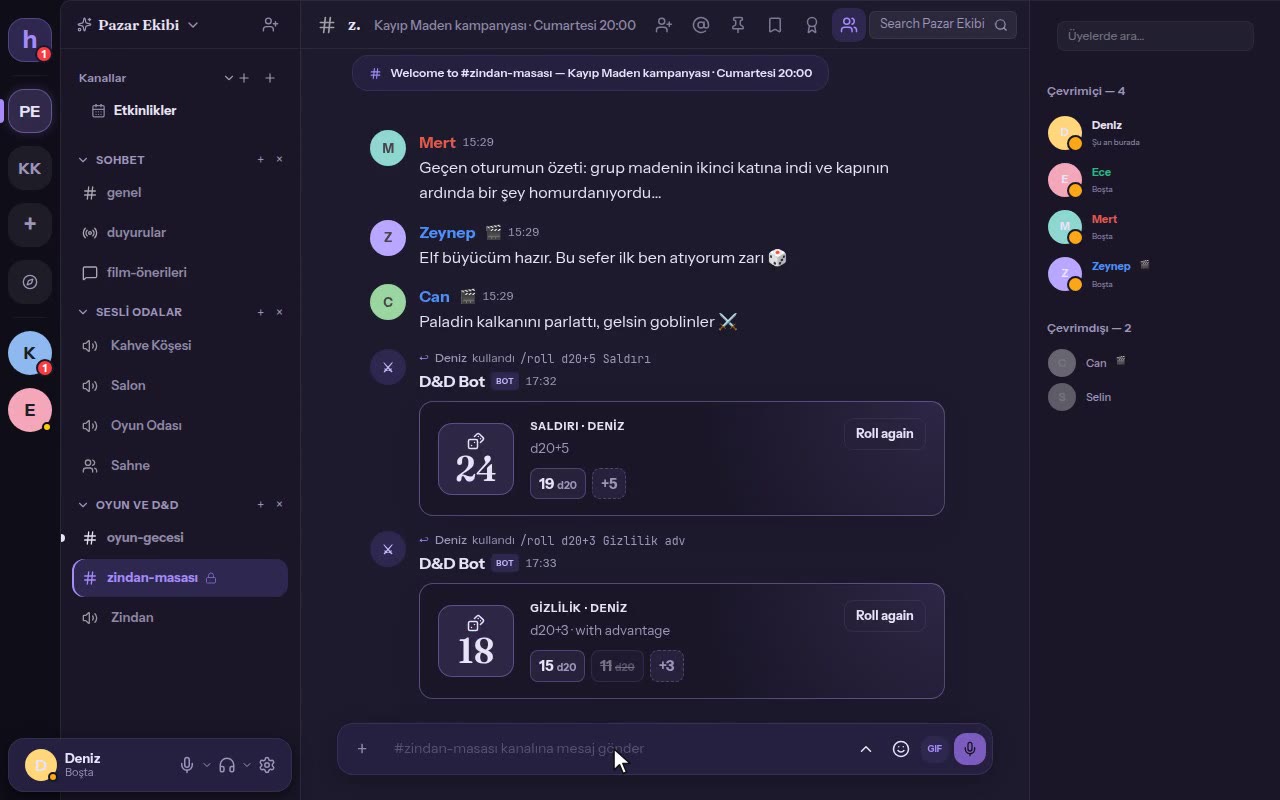 h
1
PE
KK
K
1
E
Pazar Ekibi
Kanallar
Etkinlikler
SOHBET
genel
duyurular
film-önerileri
SESLİ ODALAR
Kahve Köşesi
Salon
Oyun Odası
Sahne
OYUN VE D&D
oyun-gecesi
zindan-masası
Zindan
D
Deniz
Boşta
# z. Kayıp Maden kampanyası · Cumartesi 20:00
Search Pazar Ekibi
# Welcome to #zindan-masası — Kayıp Maden kampanyası · Cumartesi 20:00
M
Mert 15:29
Geçen oturumun özeti: grup madenin ikinci katına indi ve kapının
ardında bir şey homurdanıyordu...
Z
Zeynep 🎬 15:29
Elf büyücüm hazır. Bu sefer ilk ben atıyorum zarı 🎲
C
Can 🎬 15:29
Paladin kalkanını parlattı, gelsin goblinler ⚔️
Deniz kullandı /roll d20+5 Saldırı
D&D Bot BOT 17:32
24
SALDIRI · DENİZ
d20+5
19 d20 +5
Roll again
Deniz kullandı /roll d20+3 Gizlilik adv
D&D Bot BOT 17:33
18
GİZLİLİK · DENİZ
d20+3 · with advantage
15 d20 11 d20 +3
Roll again
#zindan-masası kanalına mesaj gönder
GIF
Üyelerde ara...
Çevrimiçi — 4
D
Deniz
Şu an burada
E
Ece
Boşta
M
Mert
Boşta
Z
Zeynep 🎬
Boşta
Çevrimdışı — 2
C
Can 🎬
S
Selin